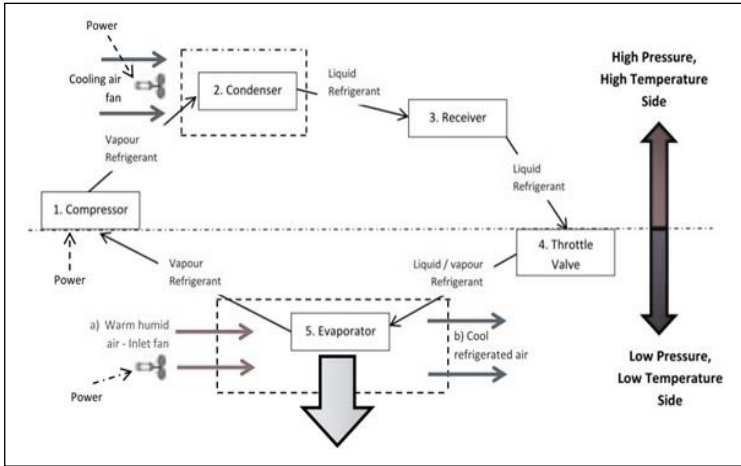 Power
Cooling air
fan
2. Condenser
Liquid
Refrigerant
3. Receiver
High Pressure,
High Temperature
Side
Vapour
Refrigerant
Liquid
Refrigerant
1. Compressor
4. Throttle
Valve
Power
Vapour
Refrigerant
Liquid / vapour
Refrigerant
a) Warm humid
air - Inlet fan
5. Evaporator
b) Cool
refrigerated air
Power
Low Pressure,
Low Temperature
Side